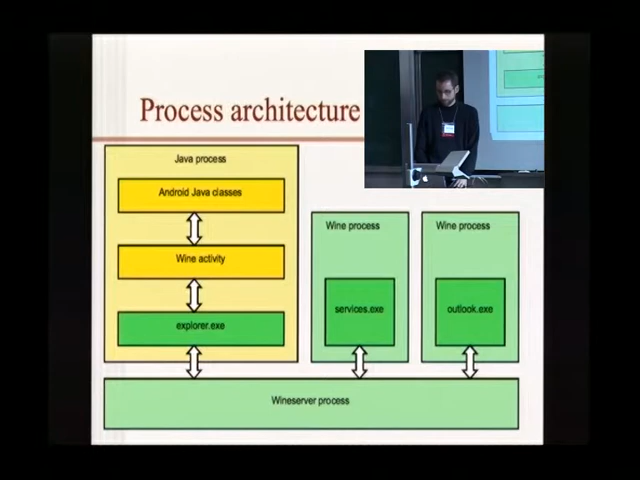 Process architecture
Java process
Android Java classes
Wine activity
explorer.exe
Wine process
services.exe
Wine process
outlook.exe
Wineserver process